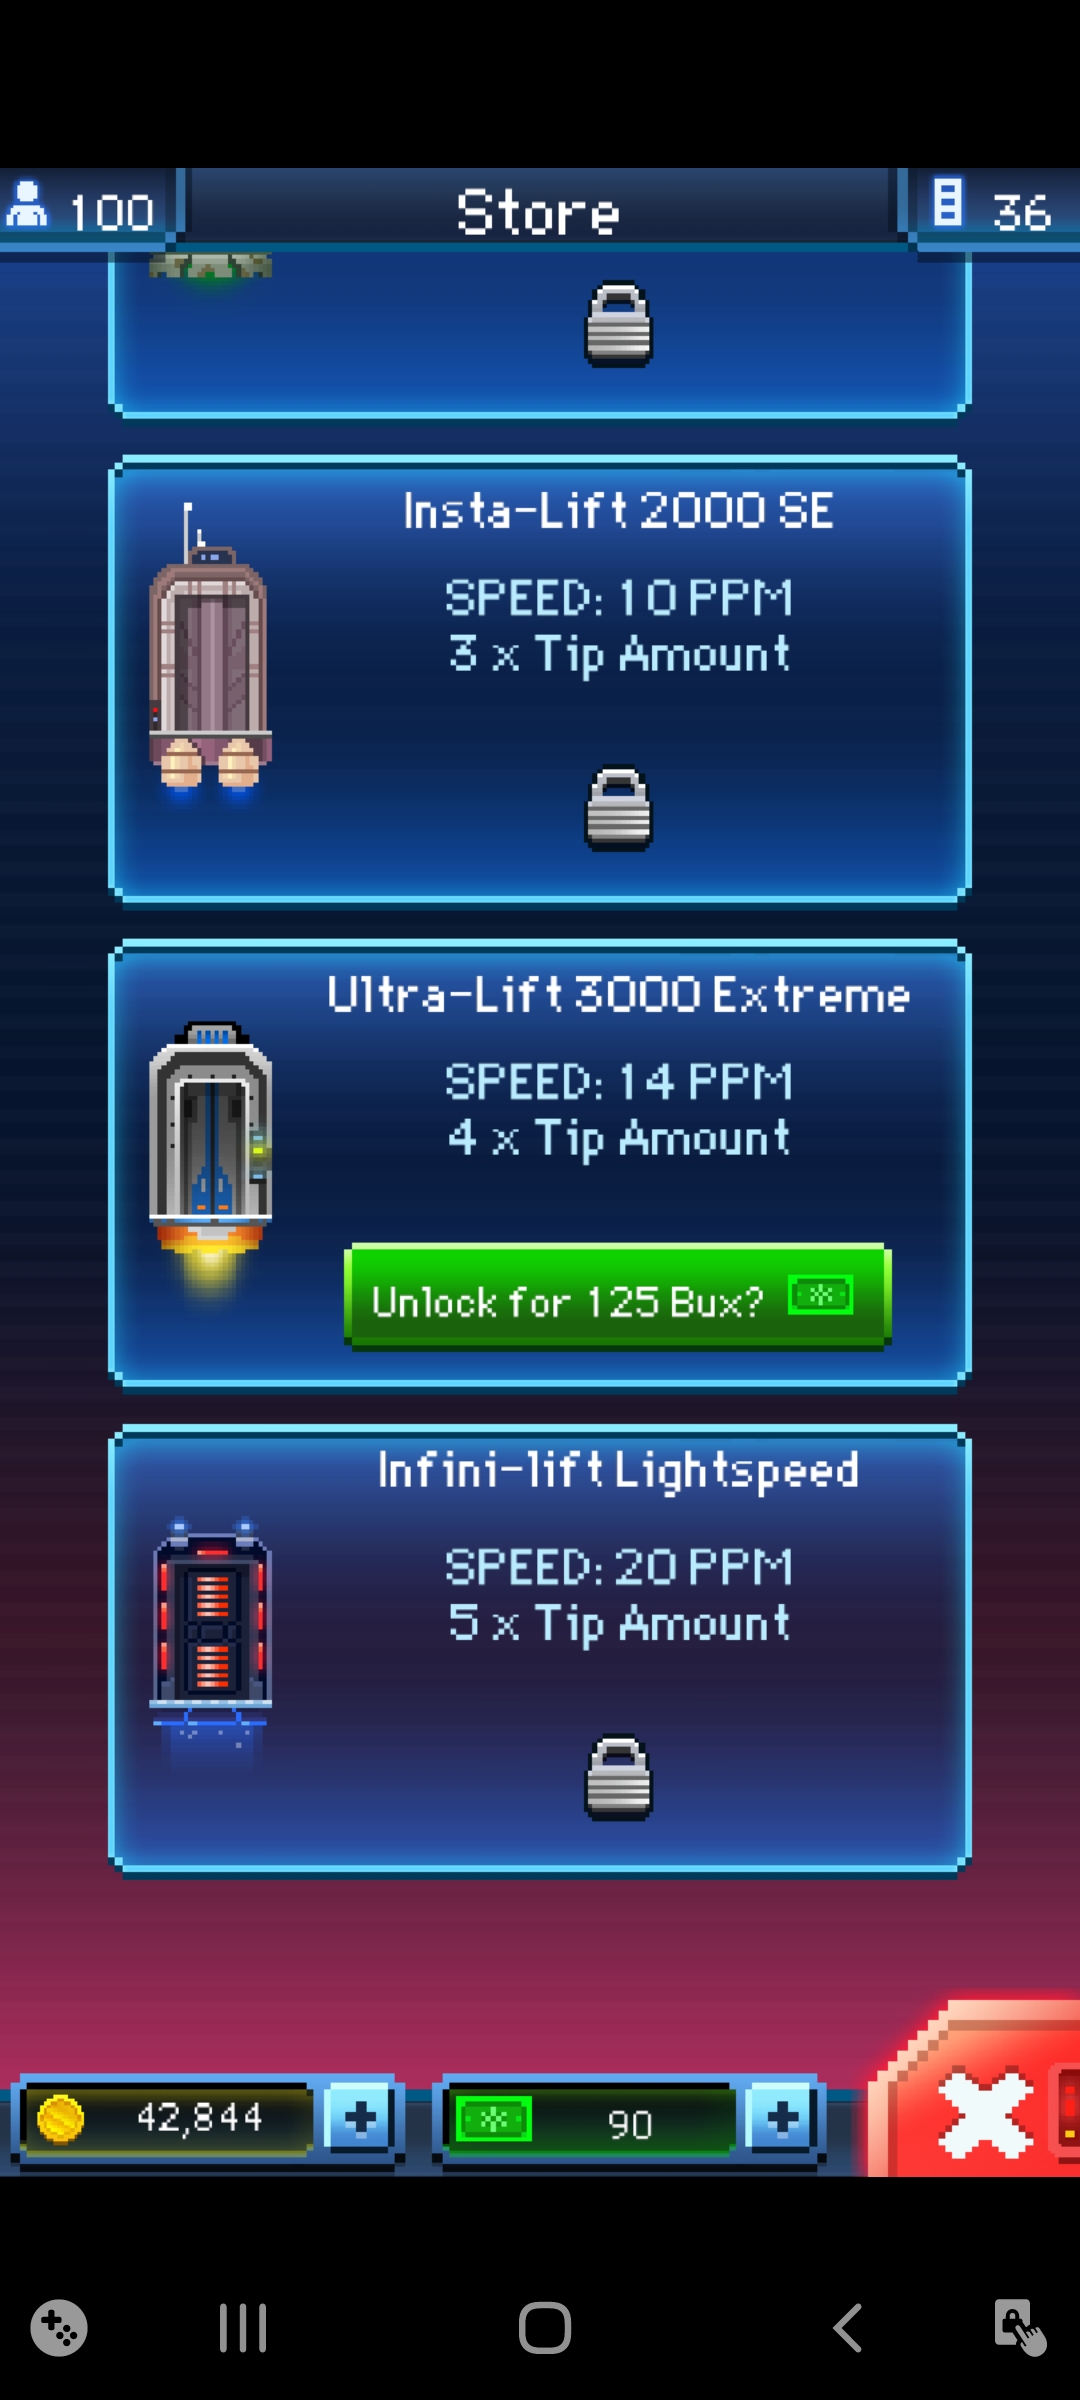 100
Store
36
Insta-Lift 2000 SE
SPEED: 10 PPM
3 x Tip Amount
Ultra-Lift 3000 Extreme
SPEED: 14 PPM
4 x Tip Amount
Unlock for 125 Bux?
Infini-lift Lightspeed
SPEED: 20 PPM
5 x Tip Amount
42,844
90